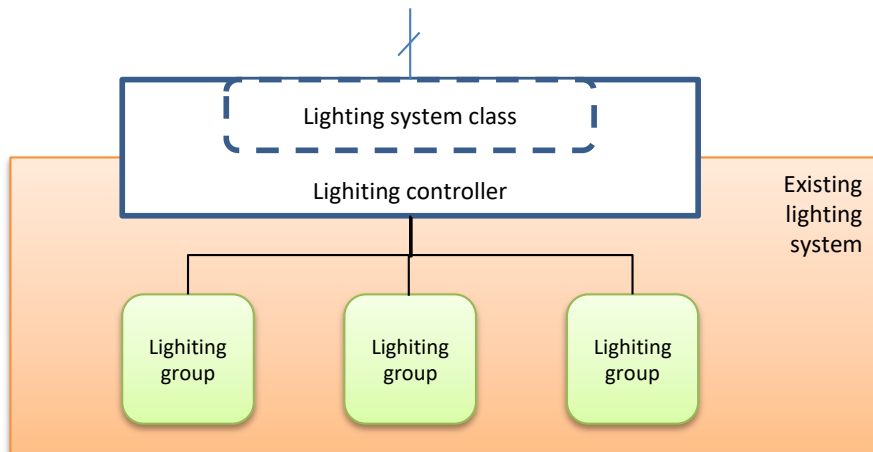 Lighting system class
Lighiting controller
Existing
lighting
system
Lighiting
group
Lighiting
group
Lighiting
group